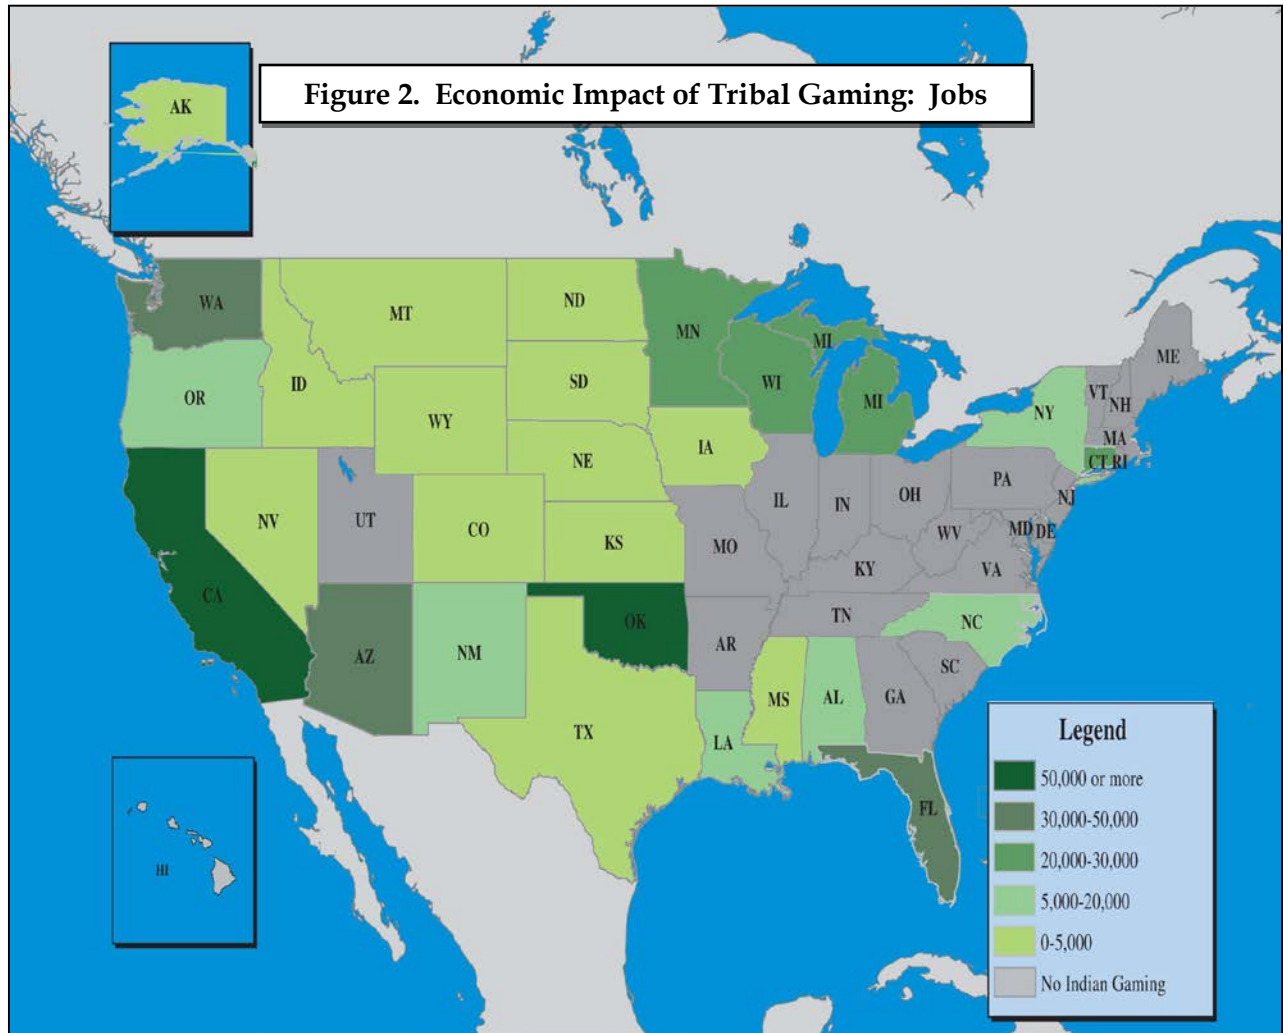 Figure 2. Economic Impact of Tribal Gaming: Jobs
AK
WA
MT
ND
MN
MI
ME
OR
ID
SD
WI
MI
NY
VT
NH
WY
MA
NE
IA
CT RI
NV
UT
CO
KS
IL
IN
OH
PA
NJ
MO
WV
MD DE
KY
VA
CA
AZ
NM
OK
AR
TN
NC
SC
TX
LA
MS
AL
GA
FL
HI
Legend
50,000 or more
30,000-50,000
20,000-30,000
5,000-20,000
0-5,000
No Indian Gaming